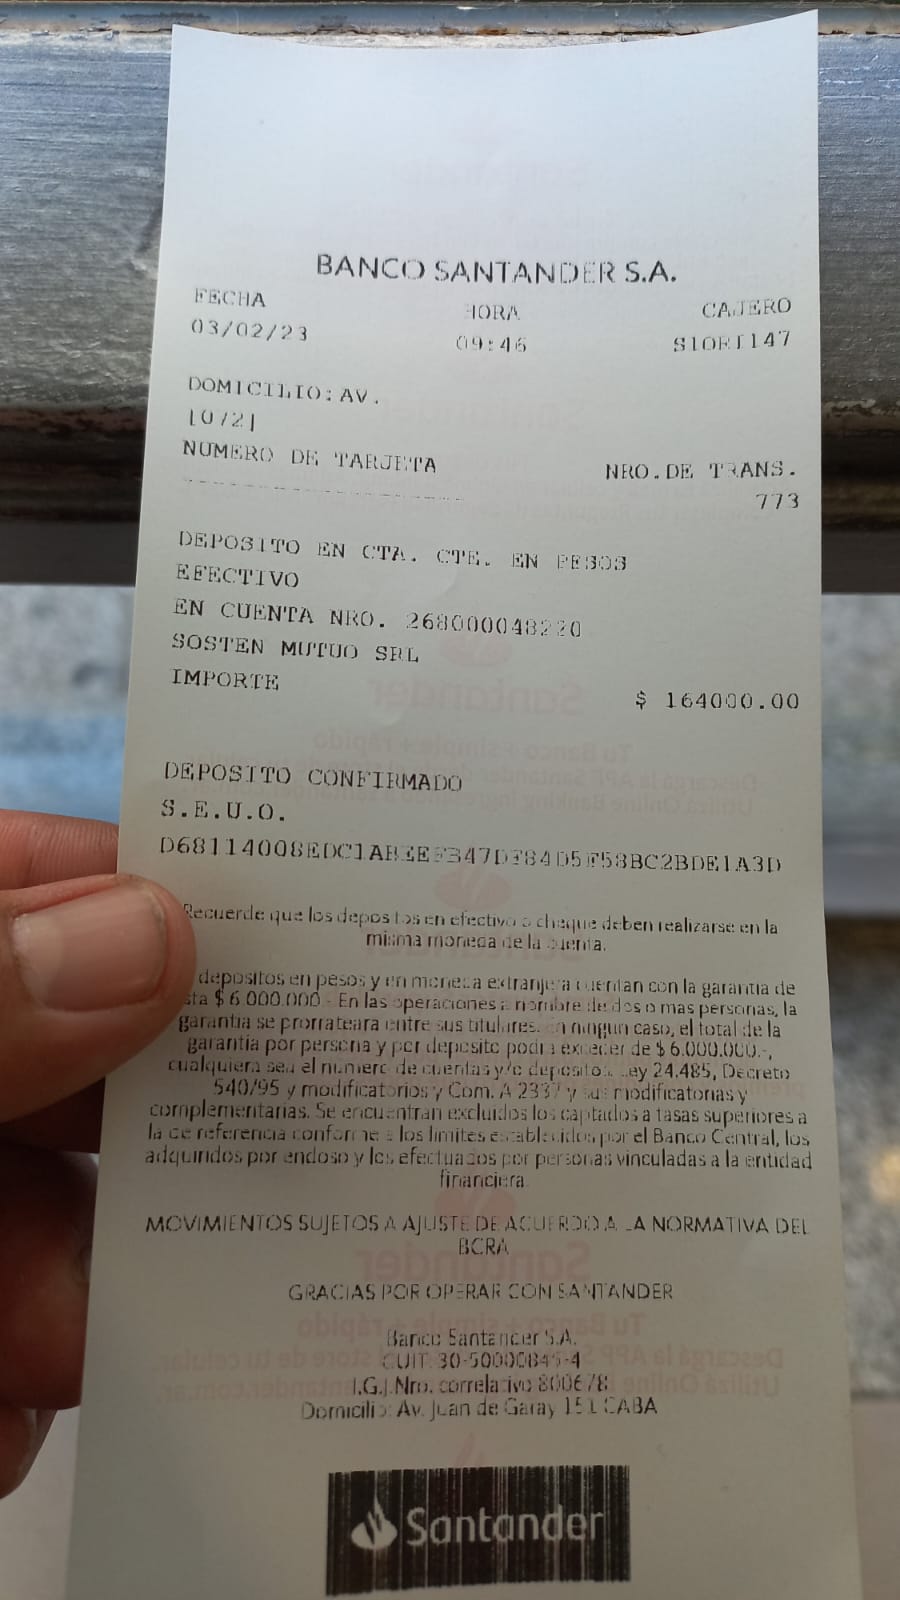 BANCO SANTANDER S.A.
FECHA HORA CAJERO
03/02/23 09:46 S1ORI147
DOMICILIO: AV.
[072]
NUMERO DE TARJETA NRO. DE TRANS.
773
DEPOSITO EN CTA. CTE. EN PESOS
EFECTIVO
EN CUENTA NRO. 268000048220
SOSTEN MUTUO SRL
IMPORTE $ 164000.00
DEPOSITO CONFIRMADO
S.E.U.O.
Recuerde que los depositos en efectivo o cheque deben realizarse en la
misma moneda de la cuenta.
depositos en pesos y en moneda extranjera cuentan con la garantia de
sta $ 6.000.000 - En las operaciones a nombre de dos o mas personas, la
garantia se prorrateara entre sus titulares. En ningun caso, el total de la
garantia por persona y por deposito podra exceder de $ 6.000.000.-,
cualquiera sea el numero de cuentas y/o depositos. Ley 24.485, Decreto
540/95 y modificatorios y Com. A 2337 y sus modificatorias y
complementarias. Se encuentran excluidos los captados a tasas superiores a
la de referencia conforme a los limites establecidos por el Banco Central, los
adquiridos por endoso y los efectuados por personas vinculadas a la entidad
financiera.
MOVIMIENTOS SUJETOS A AJUSTE DE ACUERDO A LA NORMATIVA DEL
BCRA
GRACIAS POR OPERAR CON SANTANDER
Banco Santander S.A.
CUIT: 30-50000845-4
I.G.J. Nro. correlativo 800678
Domicilio: Av. Juan de Garay 151 CABA
Santander